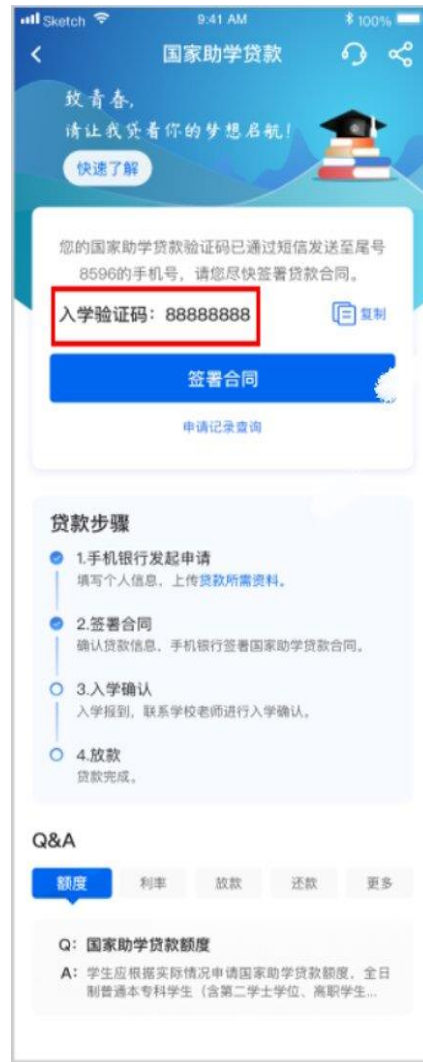 Sketch 9:41 AM 100%
国家助学贷款
致青春,
请让我贷着你的梦想启航!
快速了解
您的国家助学贷款验证码已通过短信发送至尾号
8596的手机号，请您尽快签署贷款合同。
入学验证码：88888888 复制
签署合同
申请记录查询
贷款步骤
1.手机银行发起申请
填写个人信息，上传贷款所需资料。
2.签署合同
确认贷款信息，手机银行签署国家助学贷款合同。
3.入学确认
入学报到，联系学校老师进行入学确认。
4.放款
贷款完成。
Q&A
额度 利率 放款 还款 更多
Q：国家助学贷款额度
A：学生应根据实际情况申请国家助学贷款额度，全日
制普通本专科学生（含第二学士学位、高职学生...